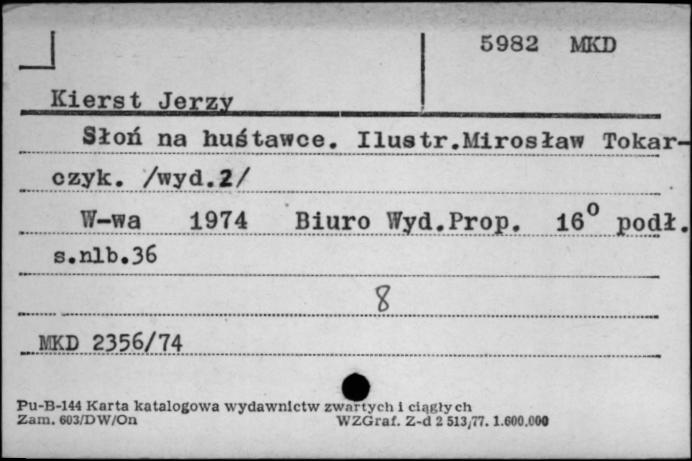 5982 MKD
Kierst Jerzy
Słoń na huśtawce. Ilustr.Mirosław Tokar-
czyk. /wyd.2/
W-wa 1974 Biuro Wyd.Prop. 16⁰ podł.
s.nlb.36
8
MKD 2356/74
Pu-B-144 Karta katalogowa wydawnictw zwartych i ciągłych
Zam. 603/DW/On WZGraf. Z-d 2 513/77. 1.600.000